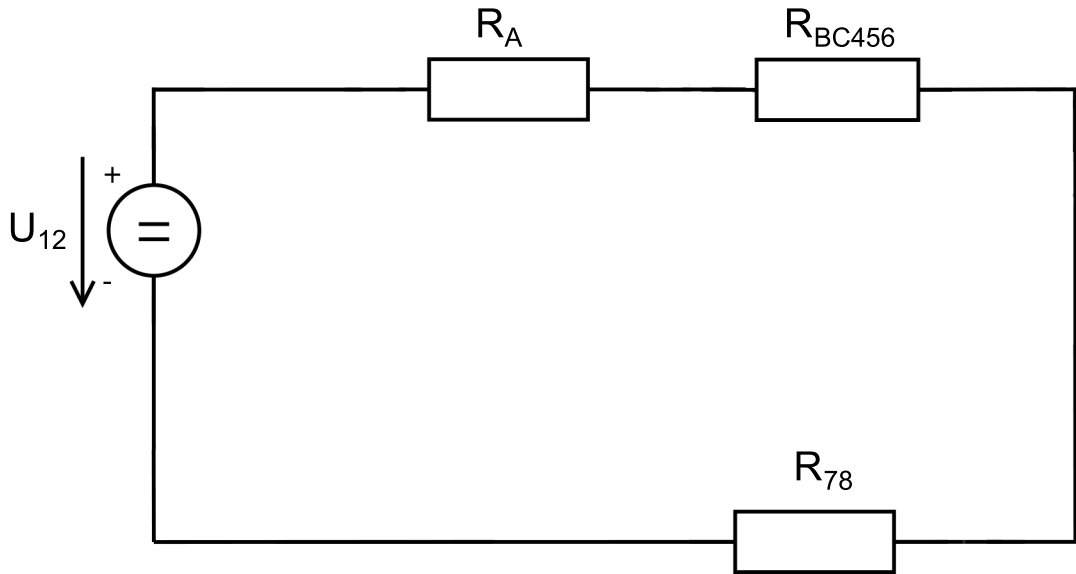 R_A
R_BC456
+
=
U_12
-
R_78